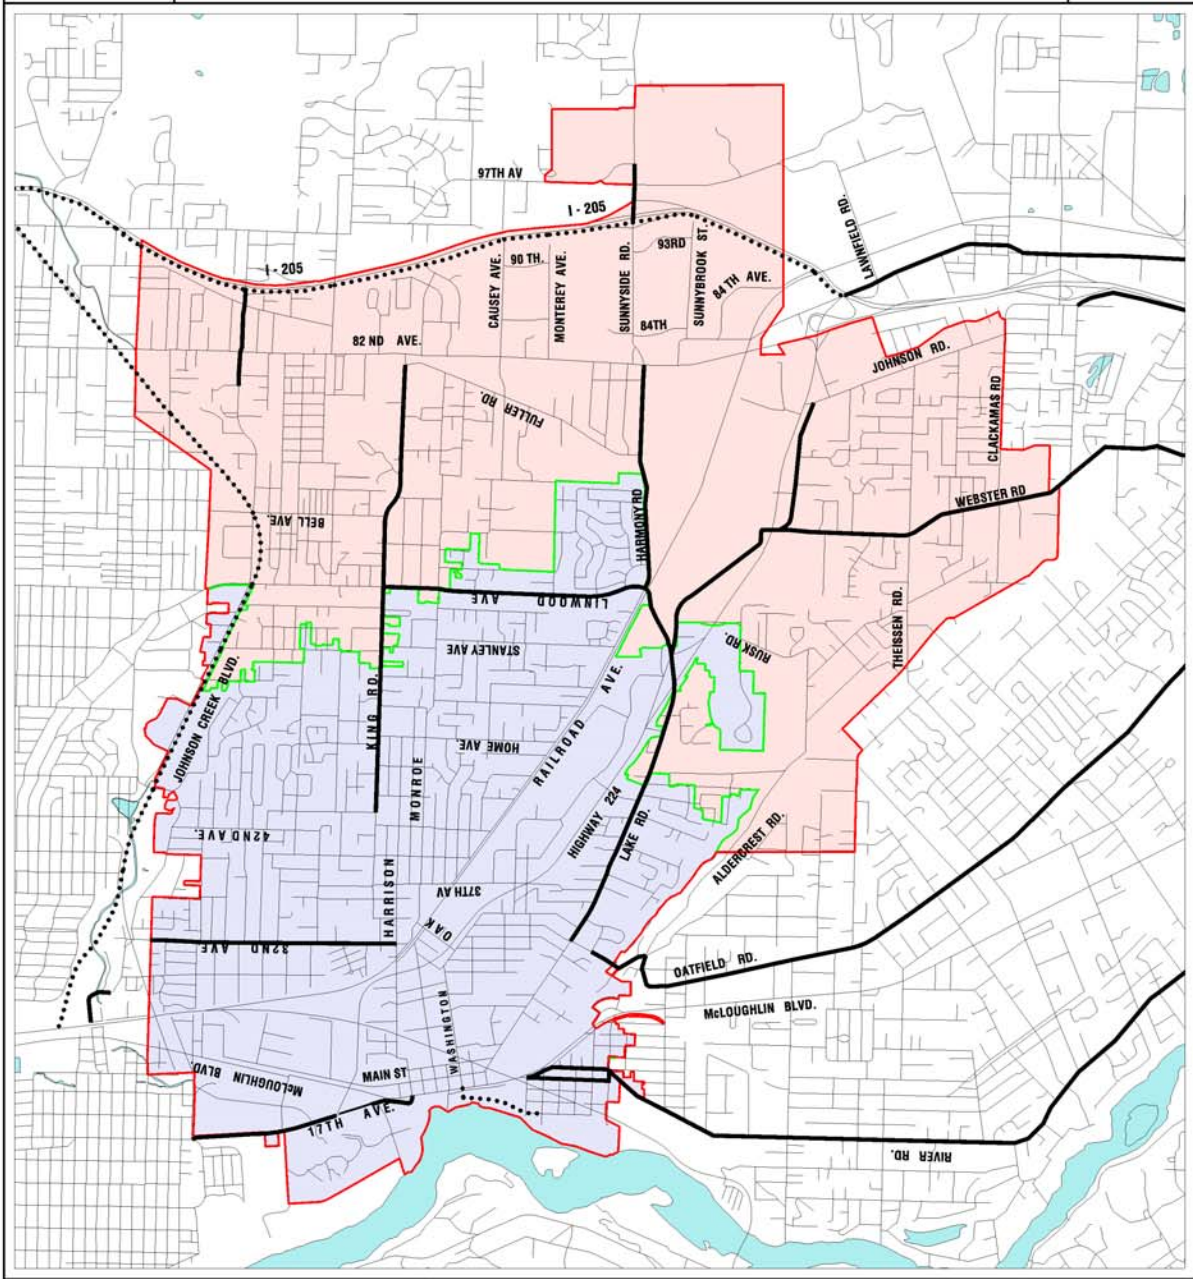 97TH AV
I - 205
LAWNFIELD RD.
I - 205
CAUSEY AVE.
90 TH.
MONTEREY AVE.
SUNNYSIDE RD.
93RD
SUNNYBROOK ST.
84 TH AVE.
84TH
82 ND AVE.
JOHNSON RD.
FULLER RD.
CLACKAMAS RD
WEBSTER RD
BELL AVE.
HARMONY RD
LINWOOD AVE
STANLEY AVE
RUSK RD.
THEISSEN RD.
JOHNSON CREEK BLVD.
KING RD.
HOME AVE.
RAILROAD AVE.
MONROE
HIGHWAY 224
LAKE RD.
42ND AVE.
ALDERCREST RD.
HARRISON
37TH AV
OAK
32ND AVE
OATFIELD RD.
McLOUGHLIN BLVD.
WASHINGTON
McLOUGHLIN BLVD.
MAIN ST
17TH AVE.
RIVER RD.